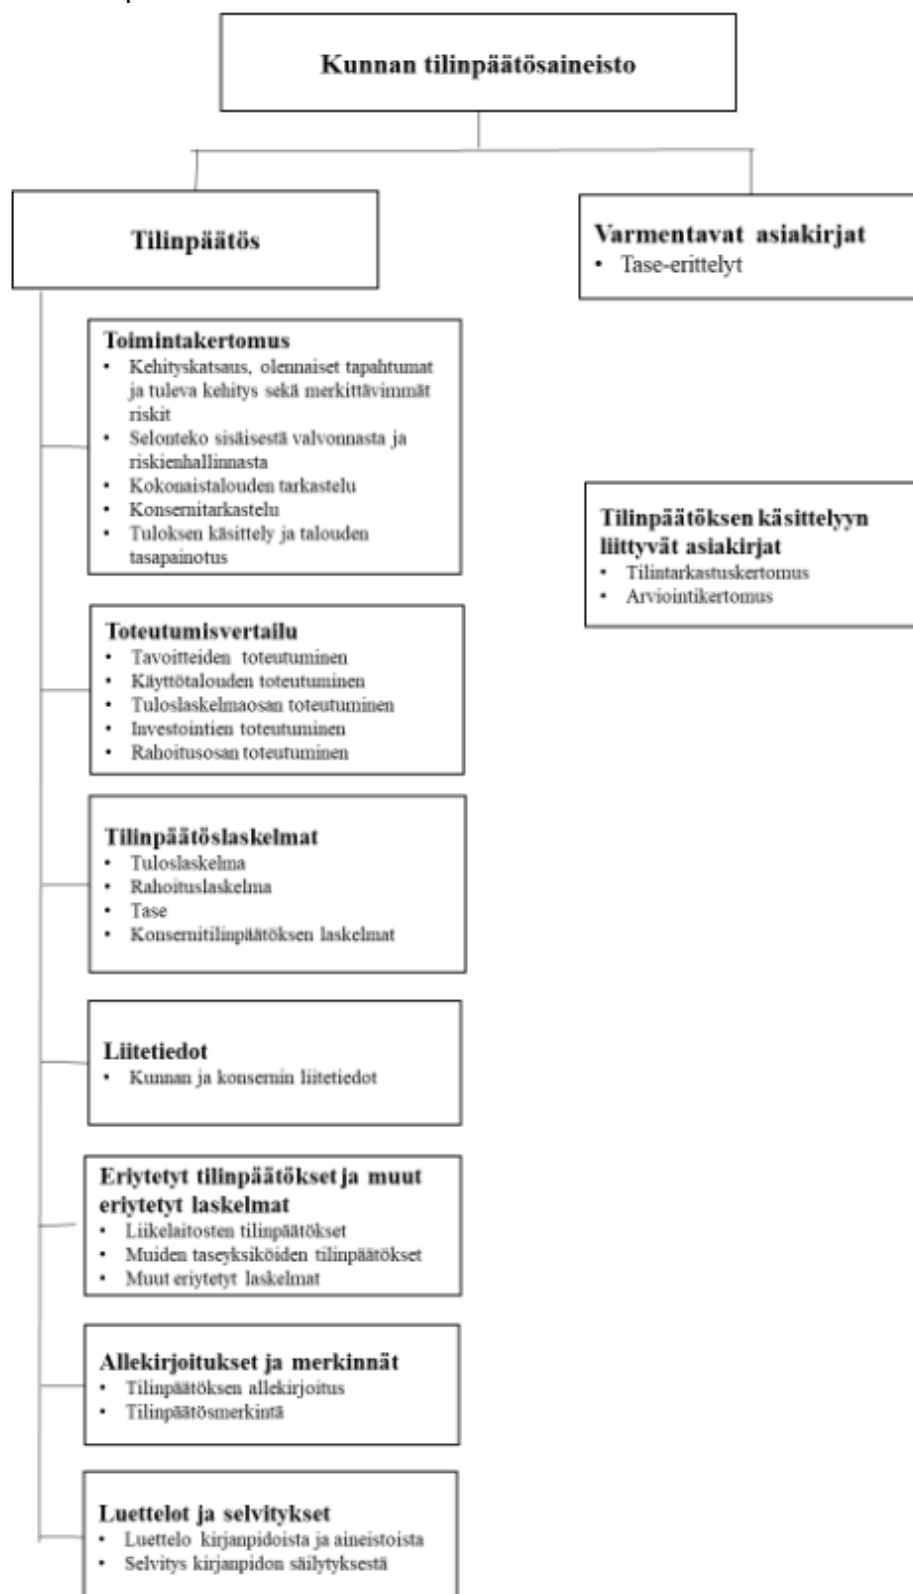 Kunnan tilinpäätösaineisto
Tilinpäätös
Varmentavat asiakirjat
• Tase-erittelyt
Toimintakertomus
• Kehityskatsaus, olennaiset tapahtumat
ja tuleva kehitys sekä merkittävimmät
riskit
• Selonteko sisäisestä valvonnasta ja
riskienhallinnasta
• Kokonaistalouden tarkastelu
• Konsernitarkastelu
• Tuloksen käsittely ja talouden
tasapainotus
Tilinpäätöksen käsittelyyn
liittyvät asiakirjat
• Tilintarkastuskertomus
• Arviointikertomus
Toteutumisvertailu
• Tavoitteiden toteutuminen
• Käyttötalouden toteutuminen
• Tuloslaskelmaosan toteutuminen
• Investointien toteutuminen
• Rahoitusosan toteutuminen
Tilinpäätöslaskelmat
• Tuloslaskelma
• Rahoituslaskelma
• Tase
• Konsernitilinpäätöksen laskelmat
Liitetiedot
• Kunnan ja konsernin liitetiedot
Eriytetyt tilinpäätökset ja muut
eriytetyt laskelmat
• Liikelaitosten tilinpäätökset
• Muiden taseyksiköiden tilinpäätökset
• Muut eriytetyt laskelmat
Allekirjoitukset ja merkinnät
• Tilinpäätöksen allekirjoitus
• Tilinpäätösmerkintä
Luettelot ja selvitykset
• Luettelo kirjanpidoista ja aineistoista
• Selvitys kirjanpidon säilytyksestä